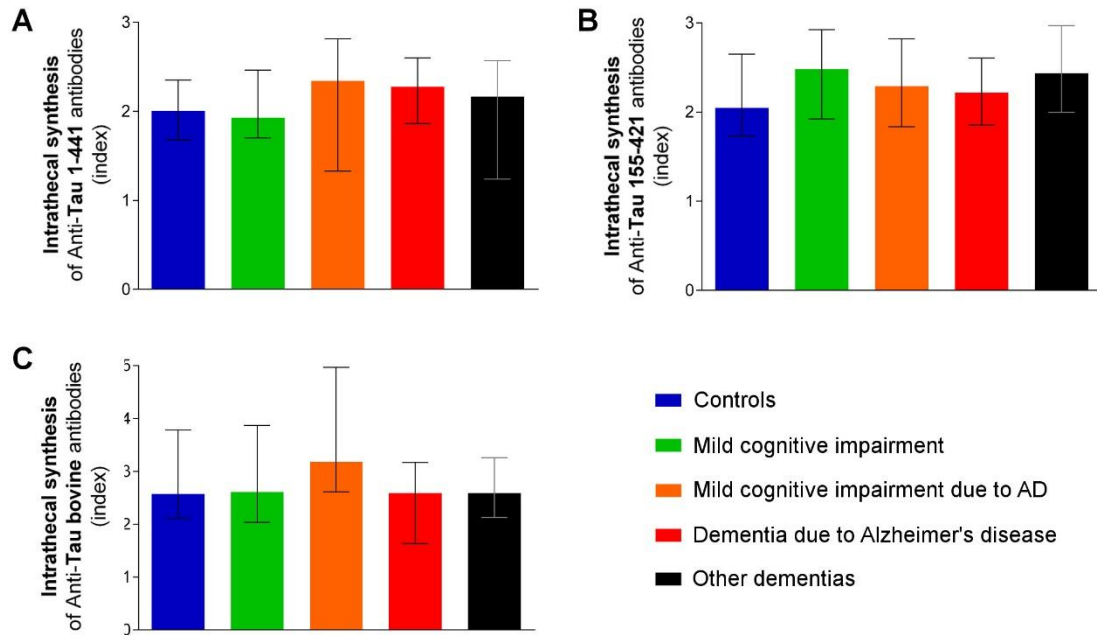 A
Intrathecal synthesis
of Anti-Tau 1-441 antibodies
(index)
3
2
1
0
B
Intrathecal synthesis
of Anti-Tau 155-421 antibodies
(index)
3
2
1
0
C
Intrathecal synthesis
of Anti-Tau bovine antibodies
(index)
5
4
3
2
1
0
Controls
Mild cognitive impairment
Mild cognitive impairment due to AD
Dementia due to Alzheimer's disease
Other dementias